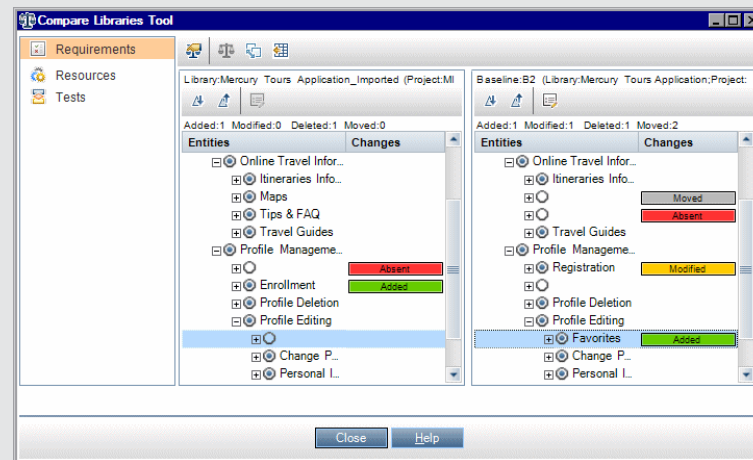 Compare Libraries Tool
Requirements
Resources
Tests
Library:Mercury Tours Application_Imported (Project:MI
Added:1 Modified:0 Deleted:1 Moved:0
Entities Changes
Online Travel Infor...
Itineraries Info...
Maps
Tips & FAQ
Travel Guides
Profile Manageme...
Absent
Enrollment Added
Profile Deletion
Profile Editing
Change P...
Personal I...
Baseline:B2 (Library:Mercury Tours Application;Project:
Added:1 Modified:1 Deleted:1 Moved:2
Entities Changes
Online Travel Infor...
Itineraries Info...
Moved
Absent
Travel Guides
Profile Manageme...
Registration Modified
Profile Deletion
Profile Editing
Favorites Added
Change P...
Personal I...
Close Help